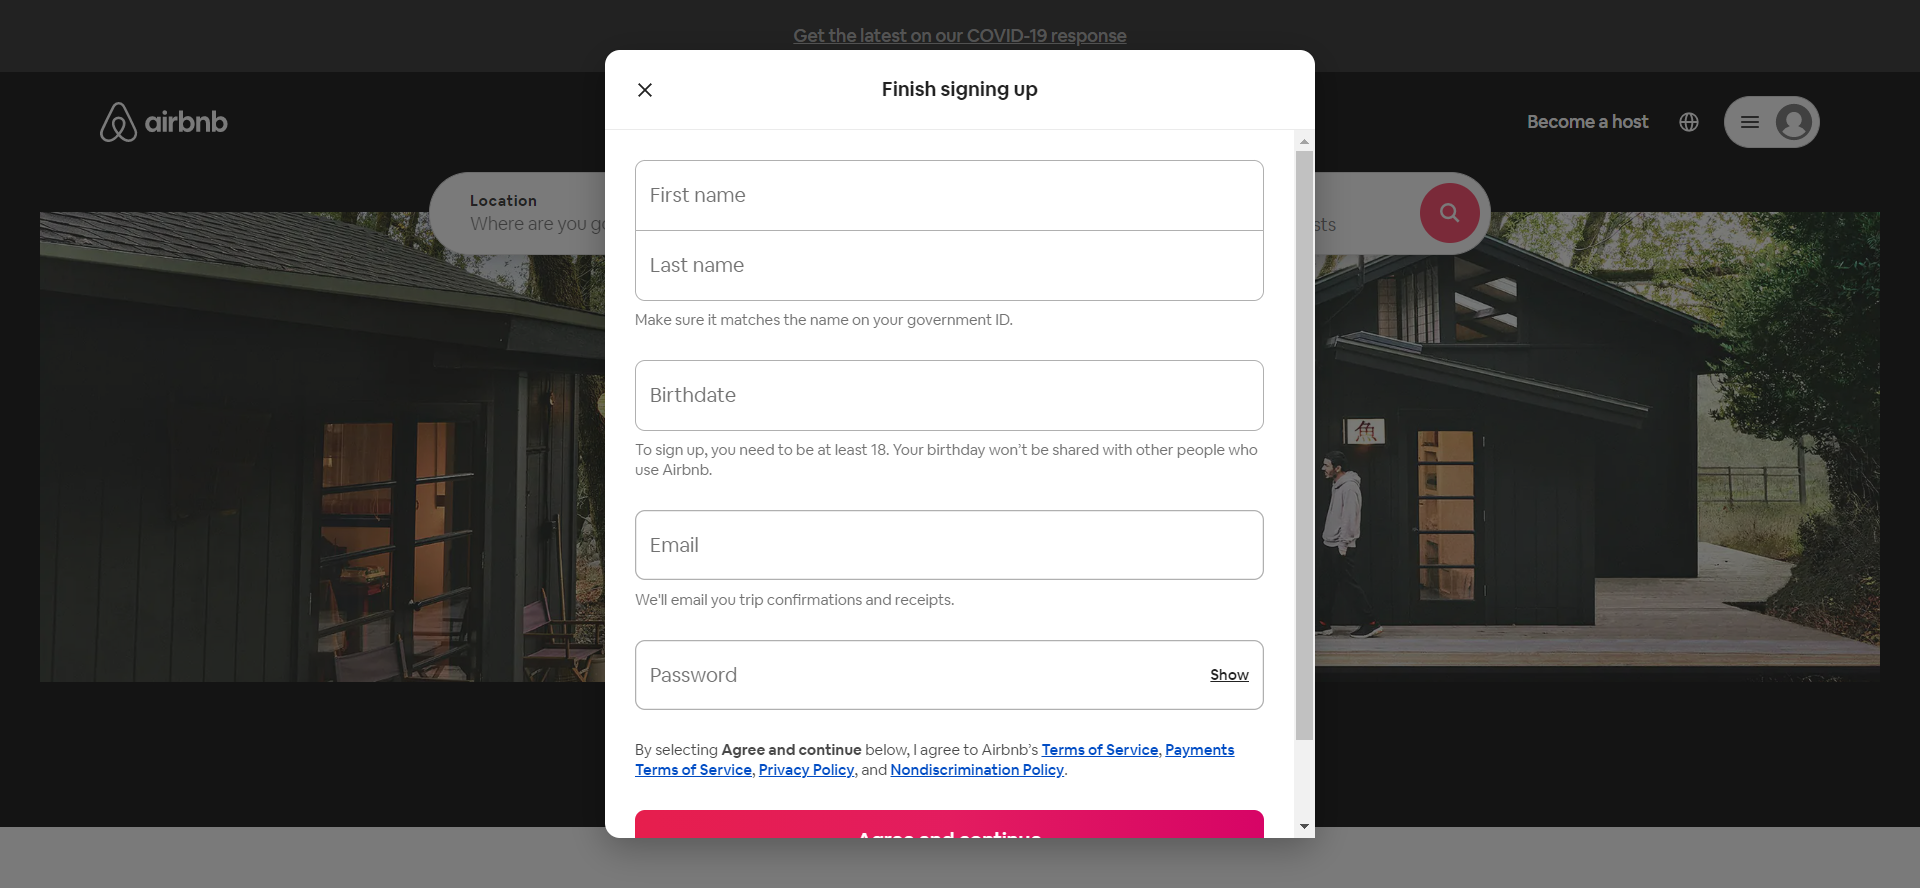 Get the latest on our COVID-19 response
airbnb
Become a host
Location
Where are you
Finish signing up
First name
Last name
Make sure it matches the name on your government ID.
Birthdate
To sign up, you need to be at least 18. Your birthday won’t be shared with other people who
use Airbnb.
Email
We'll email you trip confirmations and receipts.
Password
Show
By selecting Agree and continue below, I agree to Airbnb’s Terms of Service, Payments
Terms of Service, Privacy Policy, and Nondiscrimination Policy.
Agree and continue
魚